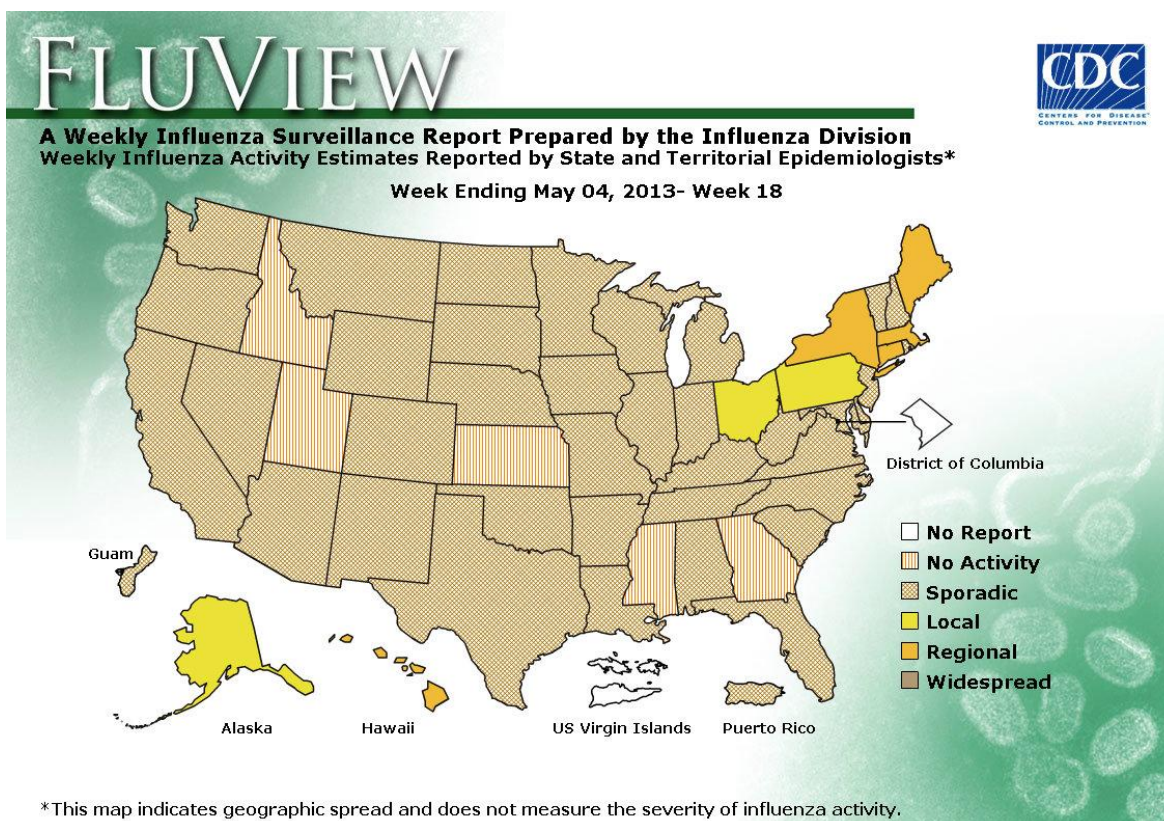 FLUVIEW
CDC
CENTERS FOR DISEASE
CONTROL AND PREVENTION
A Weekly Influenza Surveillance Report Prepared by the Influenza Division
Weekly Influenza Activity Estimates Reported by State and Territorial Epidemiologists*
Week Ending May 04, 2013- Week 18
District of Columbia
No Report
No Activity
Sporadic
Local
Regional
Widespread
Guam
Alaska
Hawaii
US Virgin Islands
Puerto Rico
*This map indicates geographic spread and does not measure the severity of influenza activity.